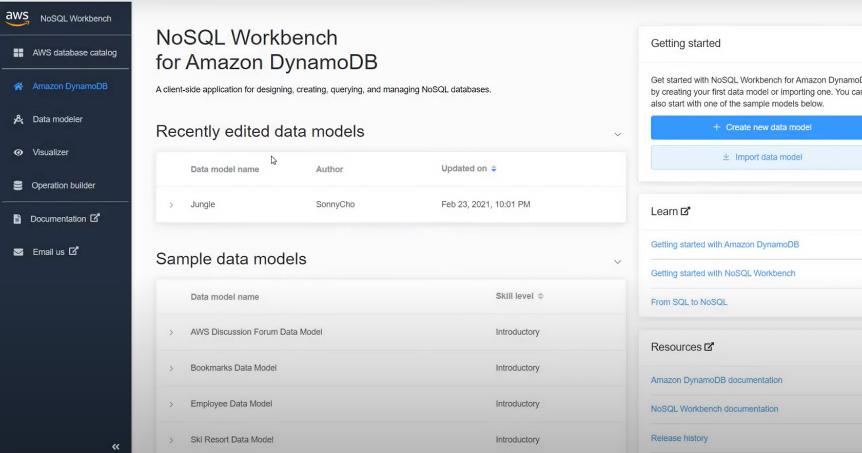 aws NoSQL Workbench
AWS database catalog
Amazon DynamoDB
Data modeler
Visualizer
Operation builder
Documentation
Email us
NoSQL Workbench
for Amazon DynamoDB
A client-side application for designing, creating, querying, and managing NoSQL databases.
Recently edited data models
Data model name Author Updated on
Jungle SonnyCho Feb 23, 2021, 10:01 PM
Sample data models
Data model name Skill level
AWS Discussion Forum Data Model Introductory
Bookmarks Data Model Introductory
Employee Data Model Introductory
Ski Resort Data Model Introductory
Getting started
Get started with NoSQL Workbench for Amazon
by creating your first data model or importing one. You
also start with one of the sample models below.
+ Create new data model
Import data model
Learn
Getting started with Amazon DynamoDB
Getting started with NoSQL Workbench
From SQL to NoSQL
Resources
Amazon DynamoDB documentation
NoSQL Workbench documentation
Release history